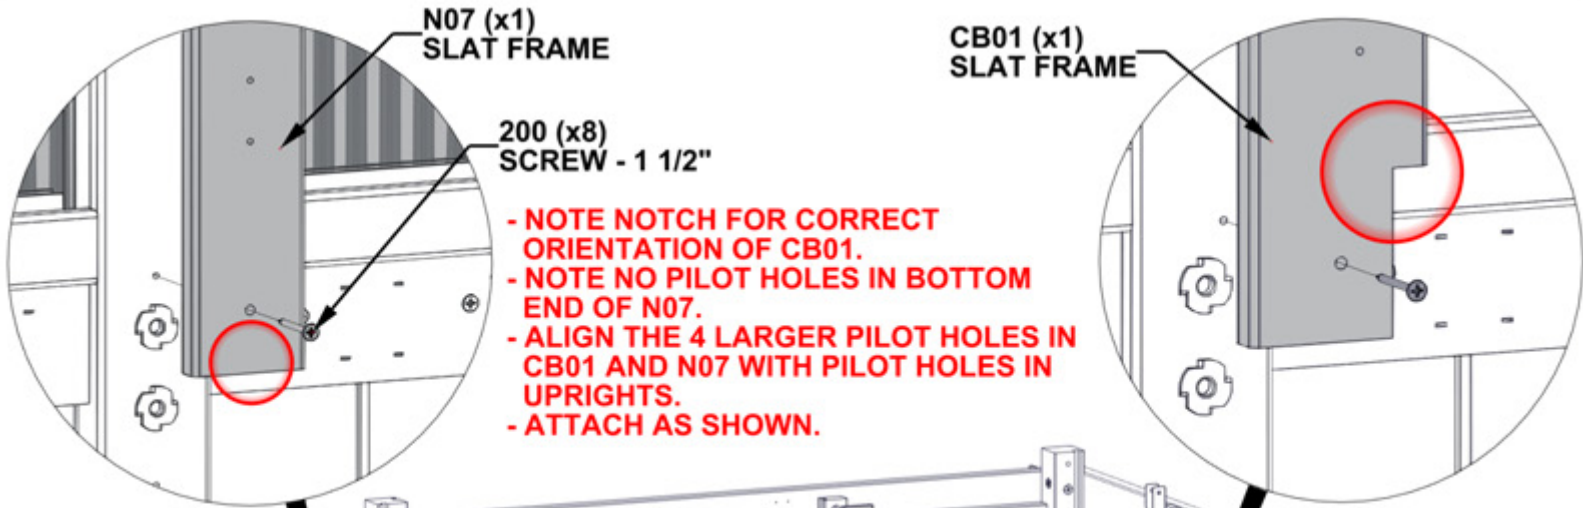 N07 (x1)
SLAT FRAME
200 (x8)
SCREW - 1 1/2"
CB01 (x1)
SLAT FRAME
- NOTE NOTCH FOR CORRECT
ORIENTATION OF CB01.
- NOTE NO PILOT HOLES IN BOTTOM
END OF N07.
- ALIGN THE 4 LARGER PILOT HOLES IN
CB01 AND N07 WITH PILOT HOLES IN
UPRIGHTS.
- ATTACH AS SHOWN.